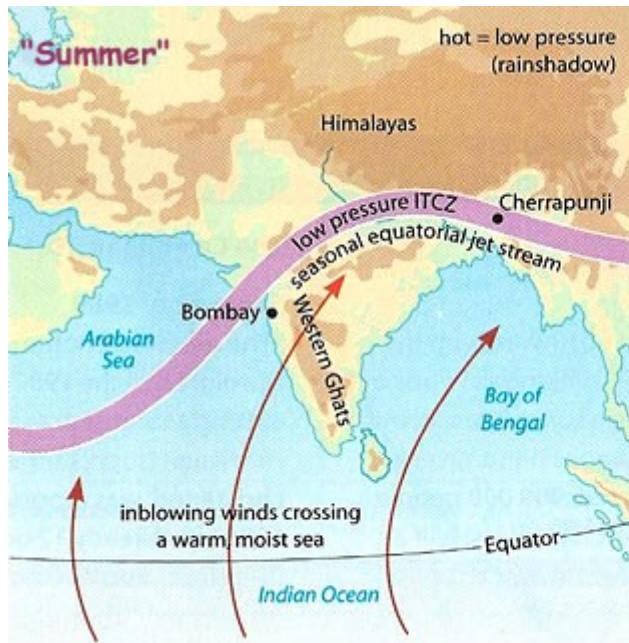 "Summer"
hot = low pressure
(rainshadow)
Himalayas
low pressure ITCZ
Cherrapunji
seasonal equatorial jet stream
Bombay
Western Ghats
Arabian
Sea
Bay of
Bengal
inblowing winds crossing
a warm, moist sea
Equator
Indian Ocean